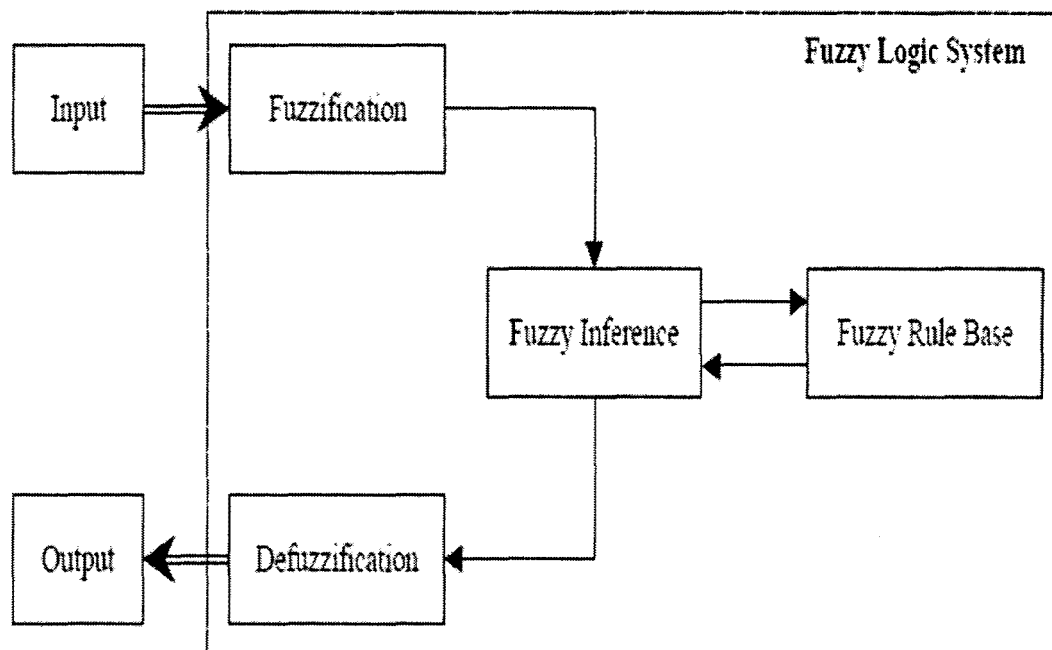 Fuzzy Logic System
Input
Fuzzification
Fuzzy Inference
Fuzzy Rule Base
Output
Defuzzification